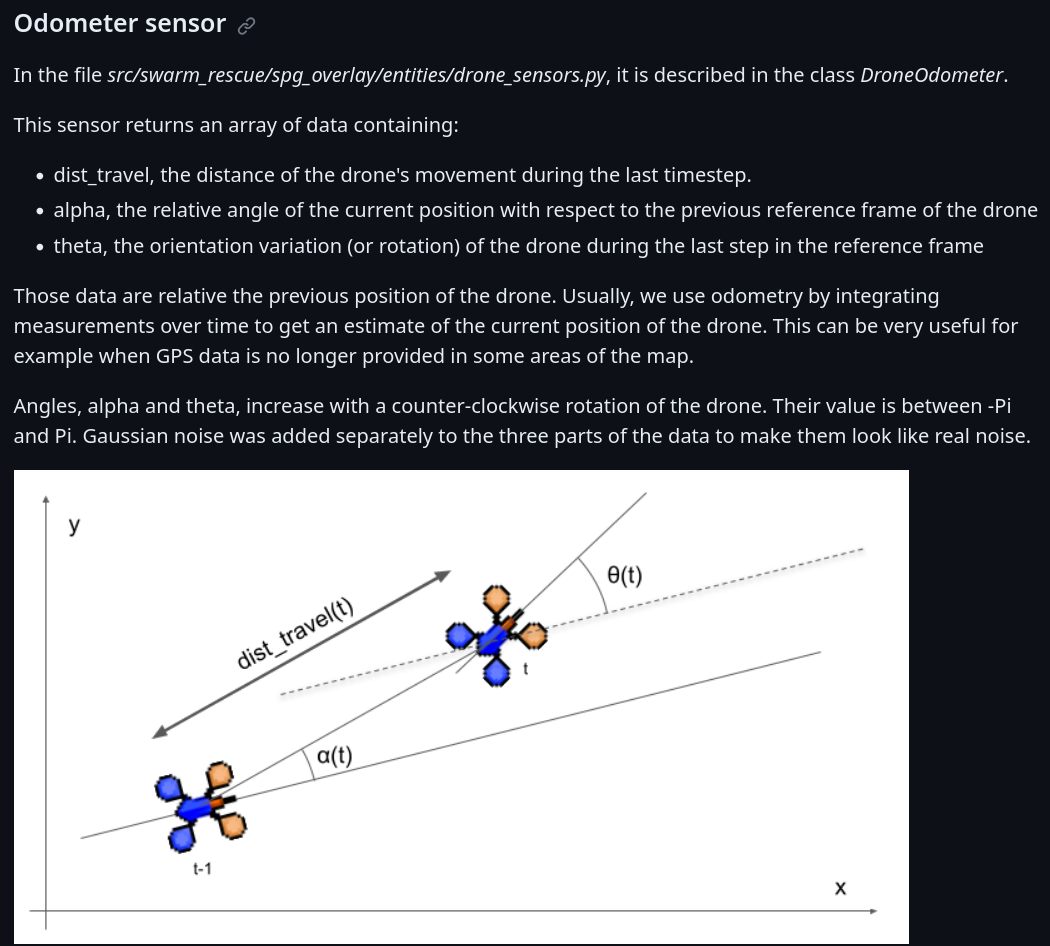 Odometer sensor
In the file src/swarm_rescue/spg_overlay/entities/drone_sensors.py, it is described in the class DroneOdometer.
This sensor returns an array of data containing:
• dist_travel, the distance of the drone's movement during the last timestep.
• alpha, the relative angle of the current position with respect to the previous reference frame of the drone
• theta, the orientation variation (or rotation) of the drone during the last step in the reference frame
Those data are relative the previous position of the drone. Usually, we use odometry by integrating
measurements over time to get an estimate of the current position of the drone. This can be very useful for
example when GPS data is no longer provided in some areas of the map.
Angles, alpha and theta, increase with a counter-clockwise rotation of the drone. Their value is between -Pi
and Pi. Gaussian noise was added separately to the three parts of the data to make them look like real noise.
y
θ(t)
dist_travel(t)
t
α(t)
t-1
x